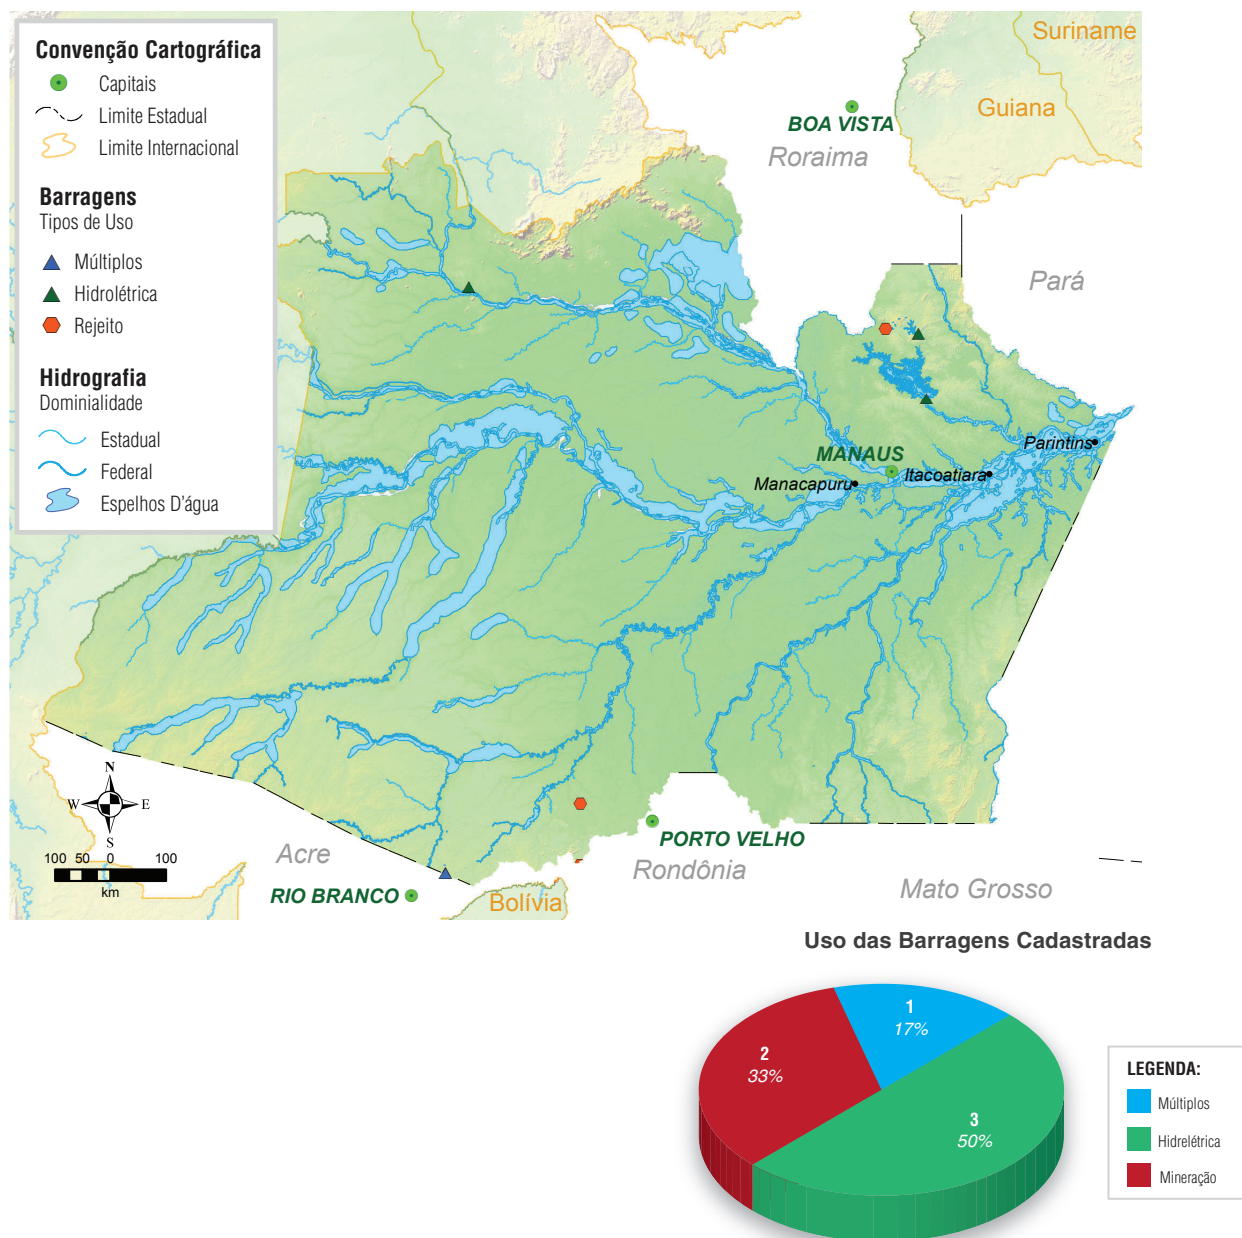 Convenção Cartográfica
Capitais
Limite Estadual
Limite Internacional
Barragens
Tipos de Uso
Múltiplos
Hidrolétrica
Rejeito
Hidrografia
Dominialidade
Estadual
Federal
Espelhos D'água
Suriname
Guiana
BOA VISTA
Roraima
Pará
Parintins
MANAUS
Itacoatiara
Manacapuru
N
W E
S
100 50 0 100
km
Acre
RIO BRANCO
Bolívia
PORTO VELHO
Rondônia
Mato Grosso
Uso das Barragens Cadastradas
1
17%
2
33%
3
50%
LEGENDA:
Múltiplos
Hidrelétrica
Mineração